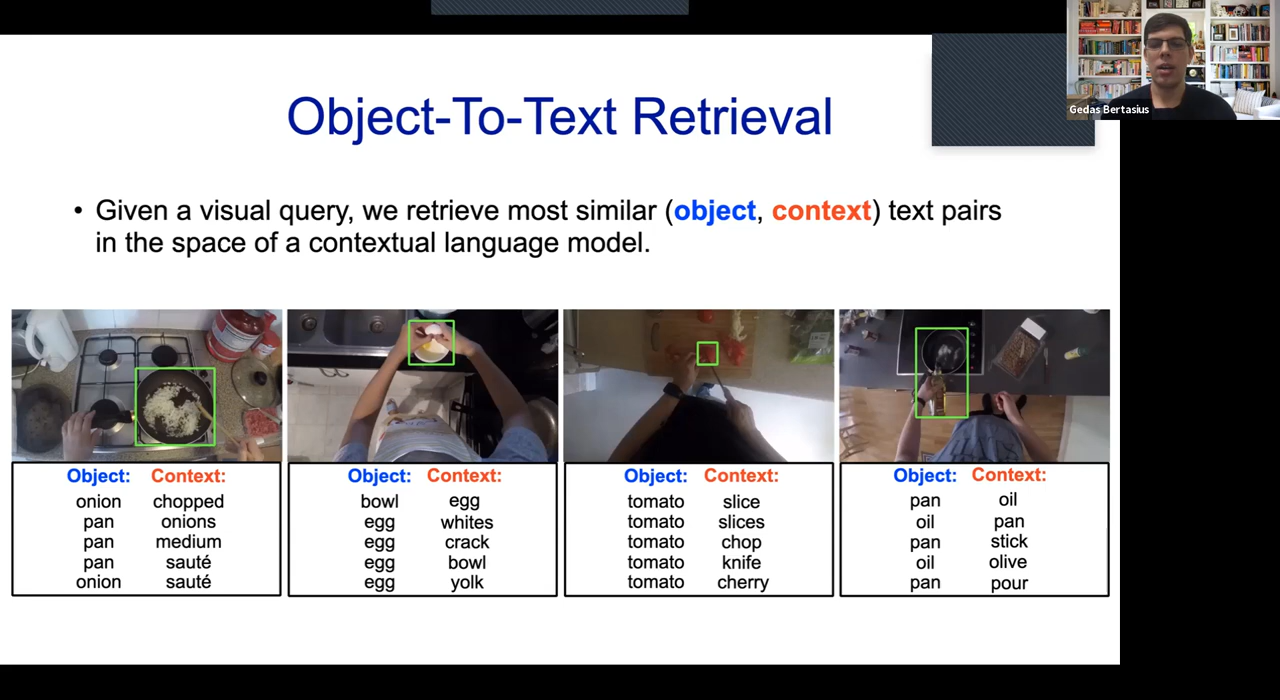 Gedas Bertasius
Object-To-Text Retrieval
• Given a visual query, we retrieve most similar (object, context) text pairs
in the space of a contextual language model.
Object: Context:
onion chopped
pan onions
pan medium
pan sauté
onion sauté
Object: Context:
bowl egg
egg whites
egg crack
egg bowl
egg yolk
Object: Context:
tomato slice
tomato slices
tomato chop
tomato knife
tomato cherry
Object: Context:
pan oil
oil pan
pan stick
oil olive
pan pour